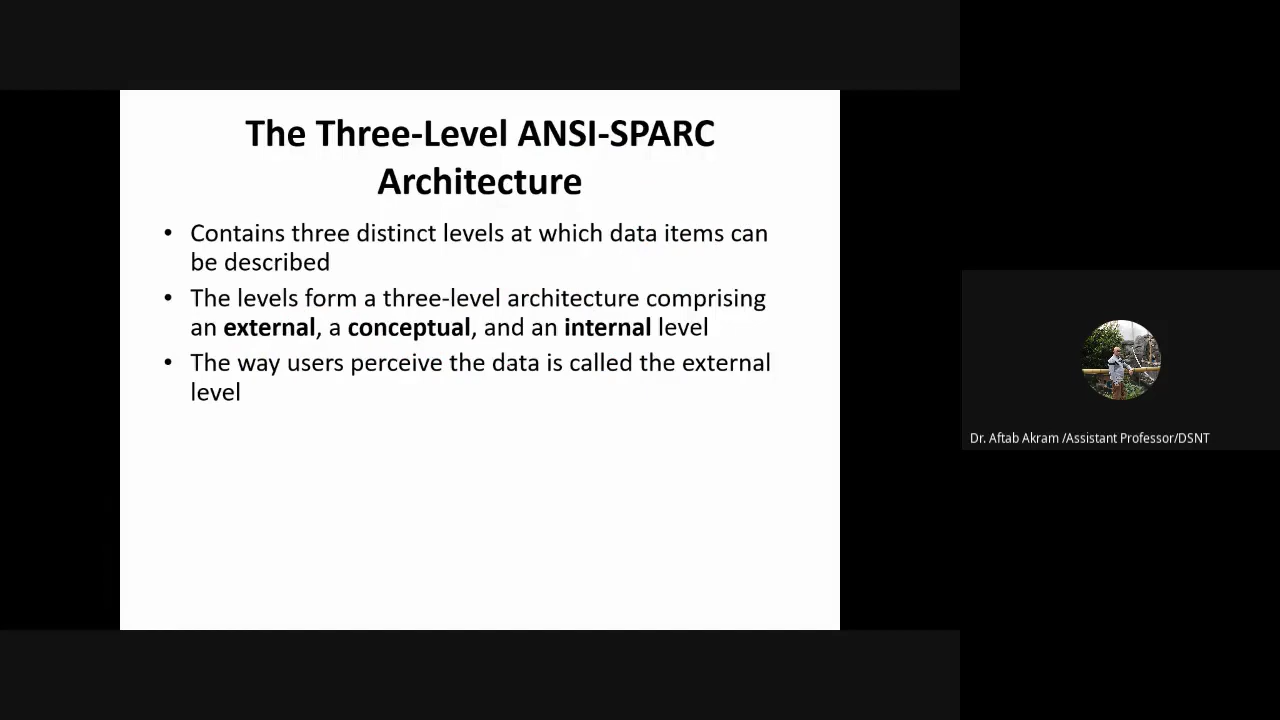 The Three-Level ANSI-SPARC
Architecture
• Contains three distinct levels at which data items can
be described
• The levels form a three-level architecture comprising
an external, a conceptual, and an internal level
• The way users perceive the data is called the external
level
Dr. Aftab Akram /Assistant Professor/DSNT